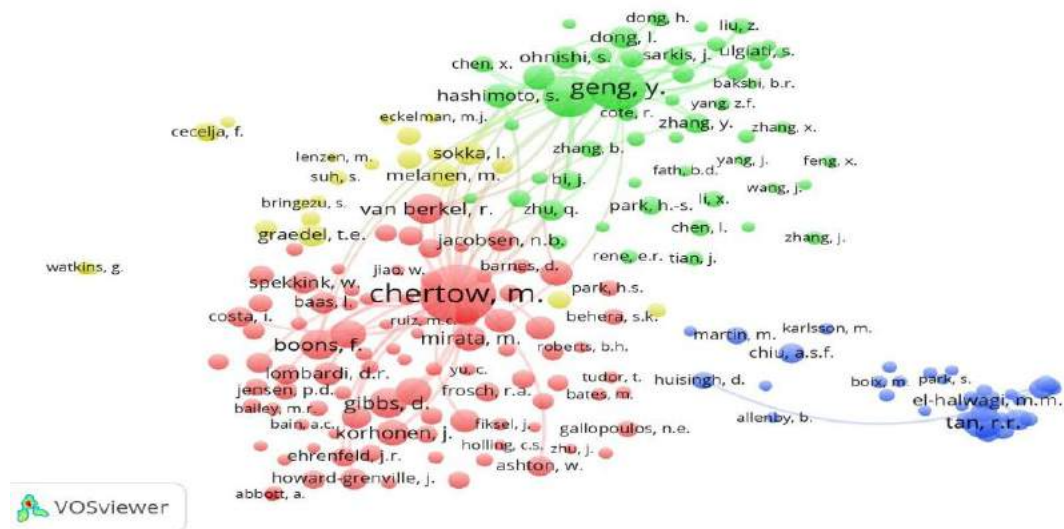 dong, h.
liu, z.
dong, l.
ohnishi, s.
sarkis, j.
ulgiati, s.
chen, x.
bakshi, b.r.
geng, y.
hashimoto, s.
yang, z.f.
eckelman, m.j.
cote, r.
cecelja, f.
zhang, y.
zhang, x.
lenzen, m.
sokka, l.
zhang, b.
yang, j.
feng, x.
suh, s.
melanen, m.
fath, b.d.
bi, j.
wang, j.
bringezu, s.
van berkel, r.
zhu, q.
park, h.-s.
li, x.
graedel, t.e.
jacobsen, n.b.
chen, l.
zhang, j.
rene, e.r.
tian, j.
watkins, g.
jiao, w.
barnes, d.
spekkink, w.
chertow, m.
park, h.s.
baas, l.
costa, i.
ruiz, m.c.
behera, s.k.
mirata, m.
martin, m.
karlsson, m.
boons, f.
roberts, b.h.
chiu, a.s.f.
lombardi, d.r.
yu, c.
tudor, t.
huisingh, d.
boix, m.
park, s.
jensen, p.d.
frosch, r.a.
bates, m.
bailey, m.r.
gibbs, d.
el-halwagi, m.m.
allenby, b.
tan, r.r.
bain, a.c.
korhonen, j.
fiksel, j.
gallopoulos, n.e.
holling, c.s.
zhu, j.
ehrenfeld, j.r.
ashton, w.
howard-grenville, j.
abbott, a.
VOSviewer